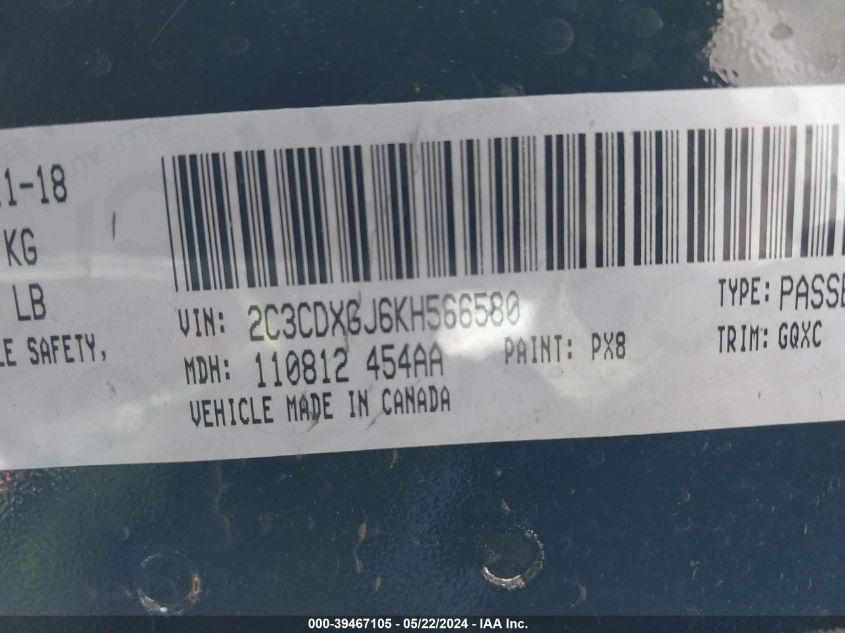 11-18
KG
LB
LE SAFETY,
VIN: 2C3CDXGJ6KH566580
TYPE: PASSE
MDH: 110812 454AA
PAINT: PX8
TRIM: GQXC
VEHICLE MADE IN CANADA
000-39467105 - 05/22/2024 - IAA Inc.